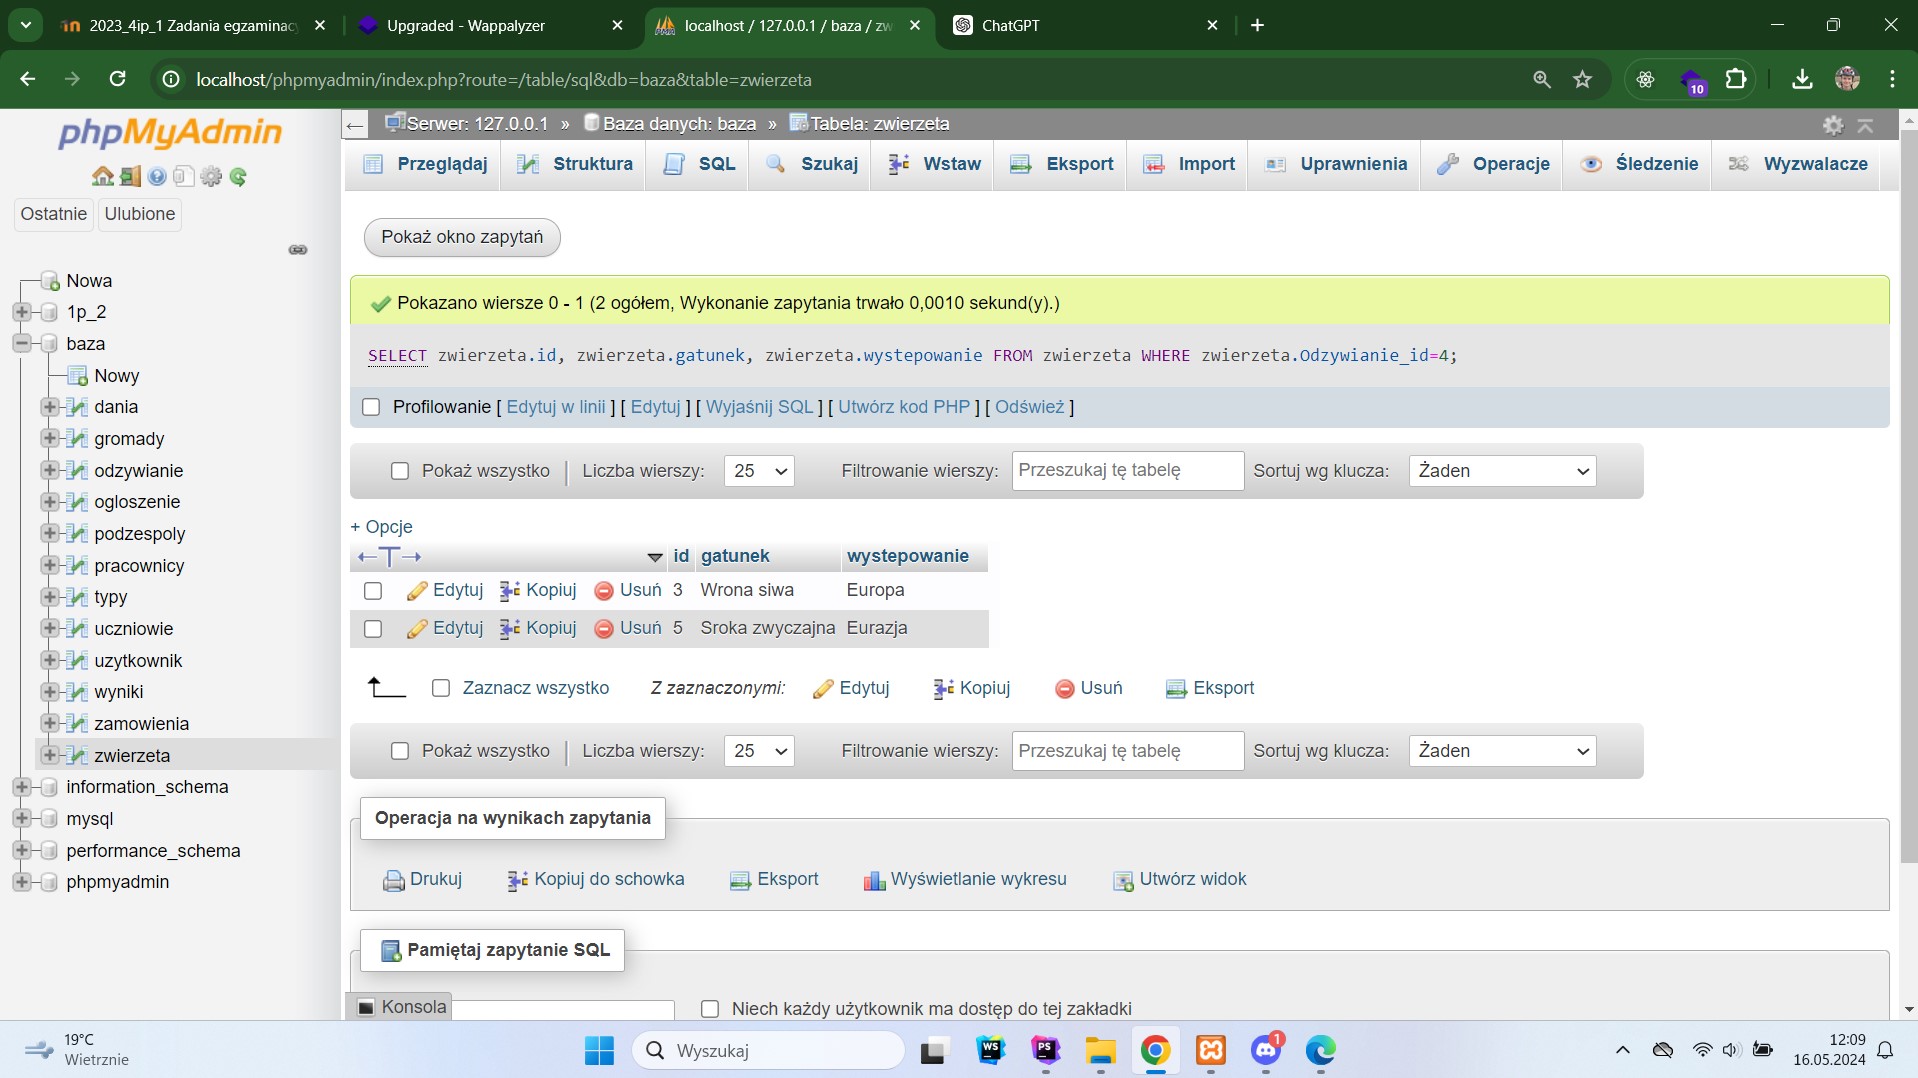 2023_4ip_1 Zadania egzaminacy
Upgraded - Wappalyzer
localhost / 127.0.0.1 / baza / zw
ChatGPT
localhost/phpmyadmin/index.php?route=/table/sql&db=baza&table=zwierzeta
10
phpMyAdmin
Ostatnie
Ulubione
Nowa
1p_2
baza
Nowy
dania
gromady
odzywianie
ogloszenie
podzespoly
pracownicy
typy
uczniowie
uzytkownik
wyniki
zamowienia
zwierzeta
information_schema
mysql
performance_schema
phpmyadmin
Serwer: 127.0.0.1 » Baza danych: baza » Tabela: zwierzeta
Przeglądaj Struktura SQL Szukaj Wstaw Eksport Import Uprawnienia Operacje Śledzenie Wyzwalacze
Pokaż okno zapytań
Pokazano wiersze 0 - 1 (2 ogółem, Wykonanie zapytania trwało 0,0010 sekund(y).)
SELECT zwierzeta.id, zwierzeta.gatunek, zwierzeta.wystepowanie FROM zwierzeta WHERE zwierzeta.Odzywianie_id=4;
Profilowanie [ Edytuj w linii ] [ Edytuj ] [ Wyjaśnij SQL ] [ Utwórz kod PHP ] [ Odśwież ]
Pokaż wszystko | Liczba wierszy: 25 Filtrowanie wierszy: Przeszukaj tę tabelę Sortuj wg klucza: Żaden
+ Opcje
←T→ id gatunek wystepowanie
Edytuj Kopiuj Usuń 3 Wrona siwa Europa
Edytuj Kopiuj Usuń 5 Sroka zwyczajna Eurazja
Zaznacz wszystko Z zaznaczonymi: Edytuj Kopiuj Usuń Eksport
Pokaż wszystko | Liczba wierszy: 25 Filtrowanie wierszy: Przeszukaj tę tabelę Sortuj wg klucza: Żaden
Operacja na wynikach zapytania
Drukuj Kopiuj do schowka Eksport Wyświetlanie wykresu Utwórz widok
Pamiętaj zapytanie SQL
Konsola
Niech każdy użytkownik ma dostęp do tej zakładki
19°C
Wietrznie
Wyszukaj
WS
PS
1
12:09
16.05.2024